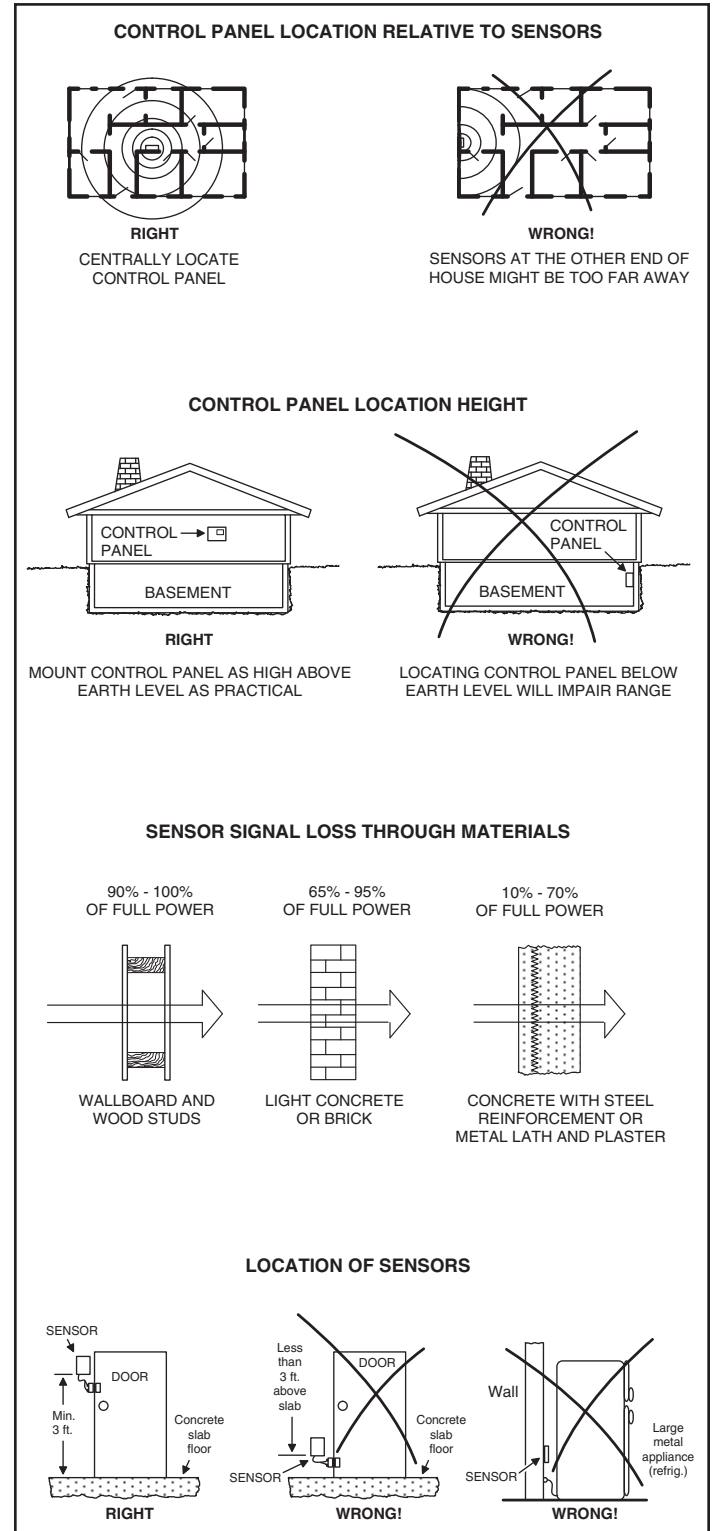 CONTROL PANEL LOCATION RELATIVE TO SENSORS
RIGHT
CENTRALLY LOCATE
CONTROL PANEL
WRONG!
SENSORS AT THE OTHER END OF
HOUSE MIGHT BE TOO FAR AWAY
CONTROL PANEL LOCATION HEIGHT
CONTROL
PANEL
BASEMENT
RIGHT
MOUNT CONTROL PANEL AS HIGH ABOVE
EARTH LEVEL AS PRACTICAL
CONTROL
PANEL
BASEMENT
WRONG!
LOCATING CONTROL PANEL BELOW
EARTH LEVEL WILL IMPAIR RANGE
SENSOR SIGNAL LOSS THROUGH MATERIALS
90% - 100%
OF FULL POWER
WALLBOARD AND
WOOD STUDS
65% - 95%
OF FULL POWER
LIGHT CONCRETE
OR BRICK
10% - 70%
OF FULL POWER
CONCRETE WITH STEEL
REINFORCEMENT OR
METAL LATH AND PLASTER
LOCATION OF SENSORS
SENSOR
DOOR
Min.
3 ft.
Concrete
slab
floor
RIGHT
Less
than
3 ft.
above
slab
DOOR
SENSOR
Concrete
slab
floor
WRONG!
Wall
SENSOR
Large
metal
appliance
(refrig.)
WRONG!